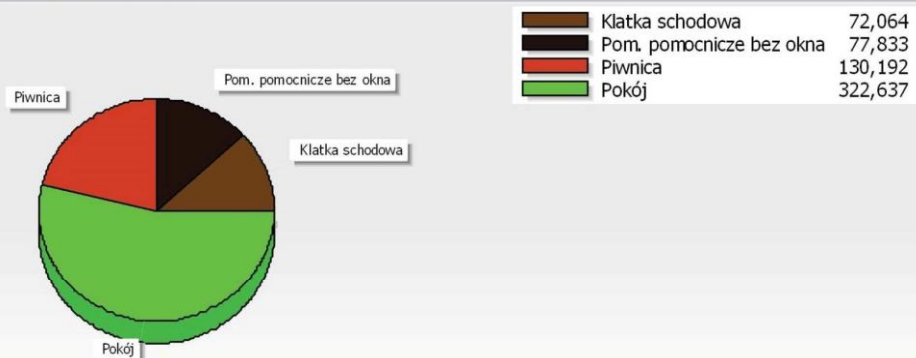 Klatka schodowa 72,064
Pom. pomocnicze bez okna 77,833
Piwnica 130,192
Pokój 322,637
Pom. pomocnicze bez okna
Piwnica
Klatka schodowa
Pokój